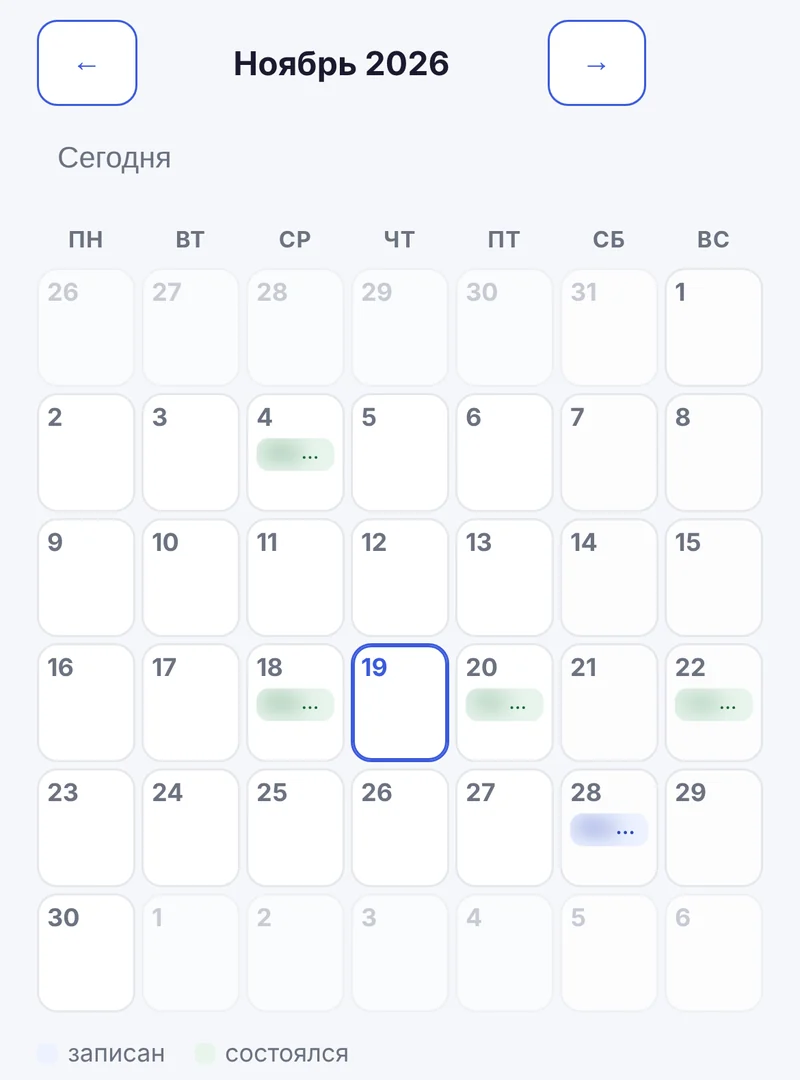 ← Ноябрь 2026 →
Сегодня
ПН ВТ СР ЧТ ПТ СБ ВС
26 27 28 29 30 31 1
2 3 4 5 6 7 8
...
9 10 11 12 13 14 15
16 17 18 19 20 21 22
... ... ...
23 24 25 26 27 28 29
...
30 1 2 3 4 5 6
записан состоялся